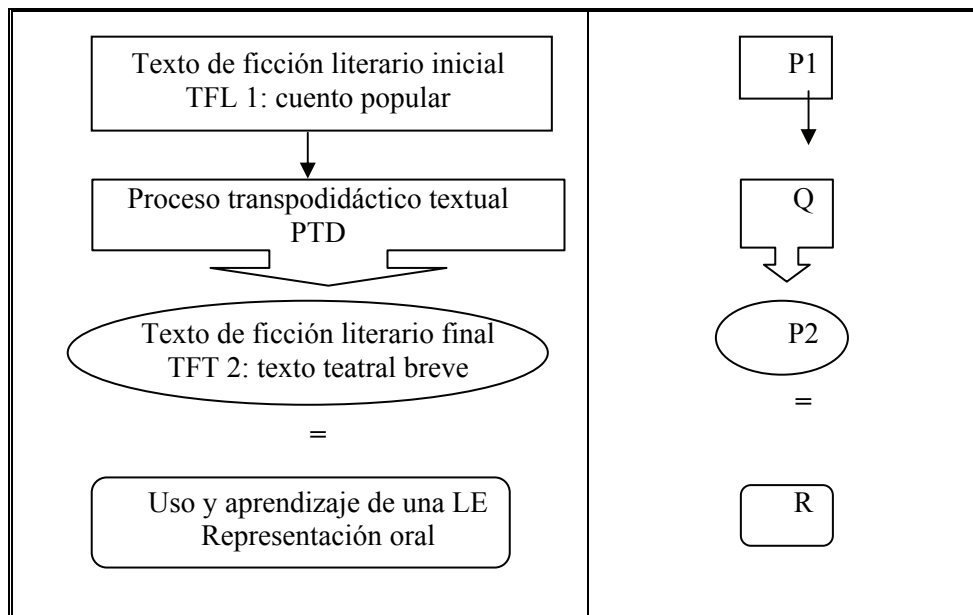 Texto de ficción literario inicial
TFL 1: cuento popular
Proceso transpodidáctico textual
PTD
Texto de ficción literario final
TFT 2: texto teatral breve
=
Uso y aprendizaje de una LE
Representación oral
P1
Q
P2
=
R